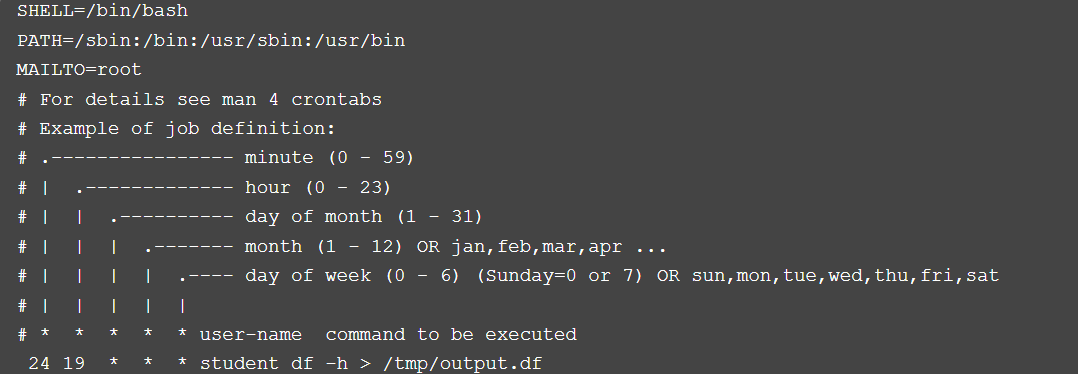 SHELL=/bin/bash
PATH=/sbin:/bin:/usr/sbin:/usr/bin
MAILTO=root
# For details see man 4 crontabs
# Example of job definition:
# .---------------- minute (0 - 59)
# |  .------------- hour (0 - 23)
# |  |  .---------- day of month (1 - 31)
# |  |  |  .------- month (1 - 12) OR jan,feb,mar,apr ...
# |  |  |  |  .---- day of week (0 - 6) (Sunday=0 or 7) OR sun,mon,tue,wed,thu,fri,sat
# |  |  |  |  |
# *  *  *  *  * user-name  command to be executed
 24 19  *  *  * student df -h > /tmp/output.df